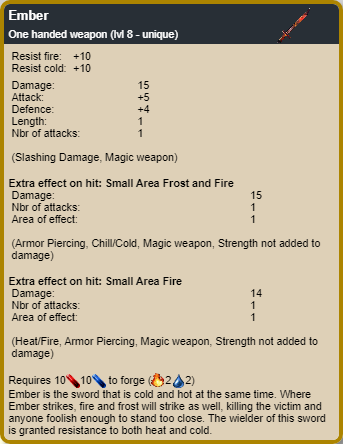 Ember
One handed weapon (lvl 8 - unique)
Resist fire: +10
Resist cold: +10
Damage: 15
Attack: +5
Defence: +4
Length: 1
Nbr of attacks: 1
(Slashing Damage, Magic weapon)
Extra effect on hit: Small Area Frost and Fire
Damage: 15
Nbr of attacks: 1
Area of effect: 1
(Armor Piercing, Chill/Cold, Magic weapon, Strength not added to
damage)
Extra effect on hit: Small Area Fire
Damage: 14
Nbr of attacks: 1
Area of effect: 1
(Heat/Fire, Armor Piercing, Magic weapon, Strength not added to
damage)
Requires 10 10 to forge ( 2 2)
Ember is the sword that is cold and hot at the same time. Where
Ember strikes, fire and frost will strike as well, killing the victim and
anyone foolish enough to stand too close. The wielder of this sword
is granted resistance to both heat and cold.